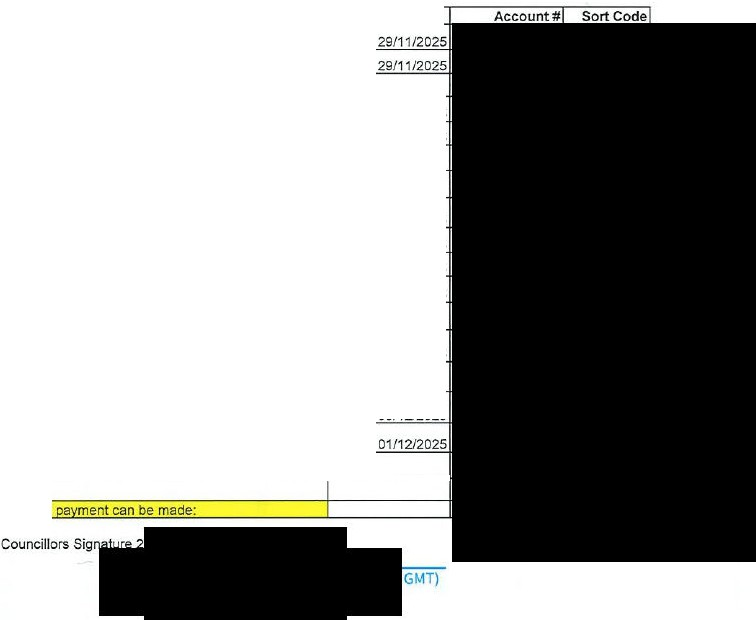 Account # Sort Code
29/11/2025
29/11/2025
01/12/2025
payment can be made:
Councillors Signature 2
GMT)